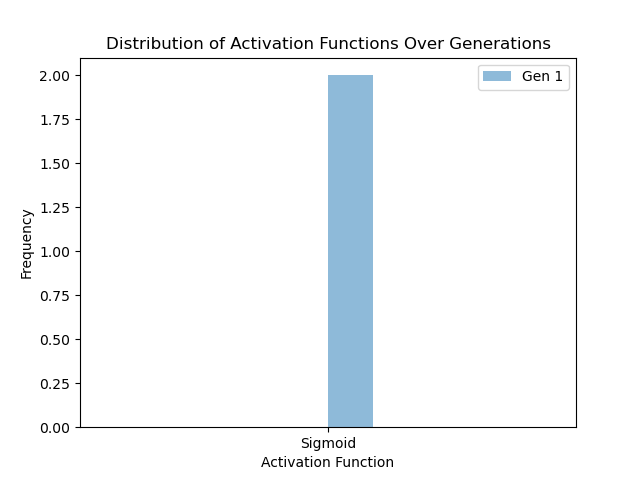 Distribution of Activation Functions Over Generations
Gen 1
2.00
1.75
1.50
1.25
1.00
0.75
0.50
0.25
0.00
Frequency
Sigmoid
Activation Function